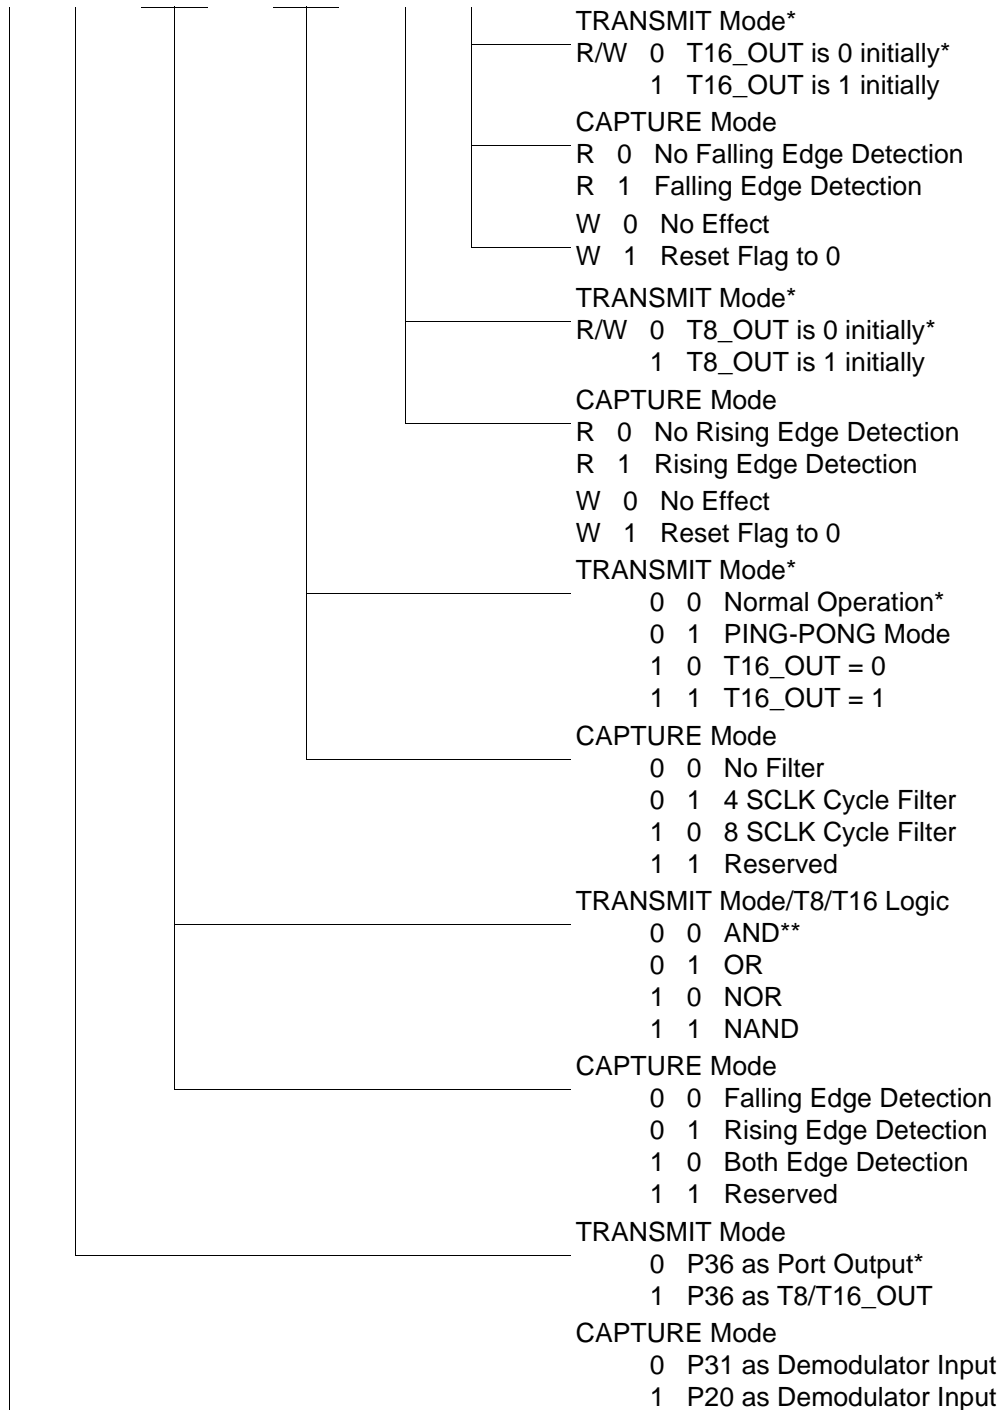 TRANSMIT Mode*
R/W 0 T16_OUT is 0 initially*
1 T16_OUT is 1 initially
CAPTURE Mode
R 0 No Falling Edge Detection
R 1 Falling Edge Detection
W 0 No Effect
W 1 Reset Flag to 0
TRANSMIT Mode*
R/W 0 T8_OUT is 0 initially*
1 T8_OUT is 1 initially
CAPTURE Mode
R 0 No Rising Edge Detection
R 1 Rising Edge Detection
W 0 No Effect
W 1 Reset Flag to 0
TRANSMIT Mode*
0 0 Normal Operation*
0 1 PING-PONG Mode
1 0 T16_OUT = 0
1 1 T16_OUT = 1
CAPTURE Mode
0 0 No Filter
0 1 4 SCLK Cycle Filter
1 0 8 SCLK Cycle Filter
1 1 Reserved
TRANSMIT Mode/T8/T16 Logic
0 0 AND**
0 1 OR
1 0 NOR
1 1 NAND
CAPTURE Mode
0 0 Falling Edge Detection
0 1 Rising Edge Detection
1 0 Both Edge Detection
1 1 Reserved
TRANSMIT Mode
0 P36 as Port Output*
1 P36 as T8/T16_OUT
CAPTURE Mode
0 P31 as Demodulator Input
1 P20 as Demodulator Input